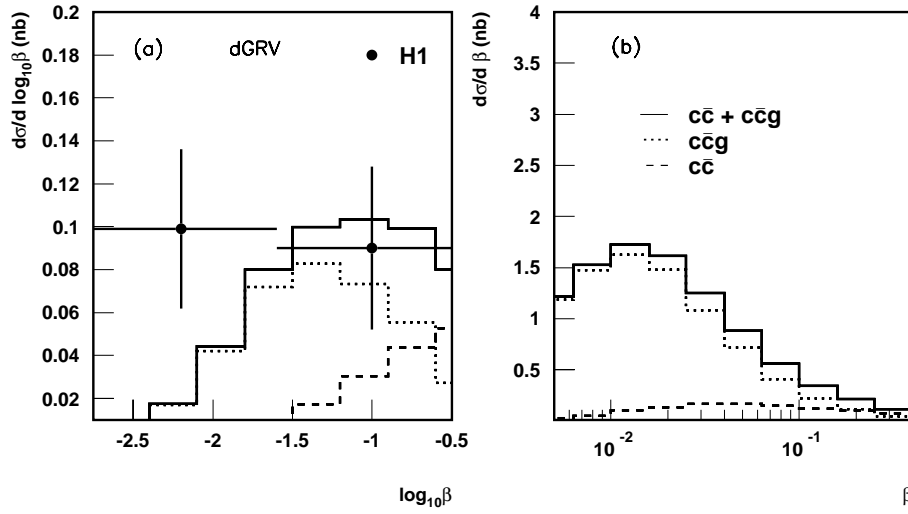 dσ/d log₁₀β (nb)
(a)
dGRV
H1
0.2
0.18
0.16
0.14
0.12
0.1
0.08
0.06
0.04
0.02
-2.5 -2 -1.5 -1 -0.5
log₁₀β
dσ/d β (nb)
(b)
cc̄ + cc̄g
cc̄g
cc̄
4
3.5
3
2.5
2
1.5
1
0.5
10⁻² 10⁻¹
β